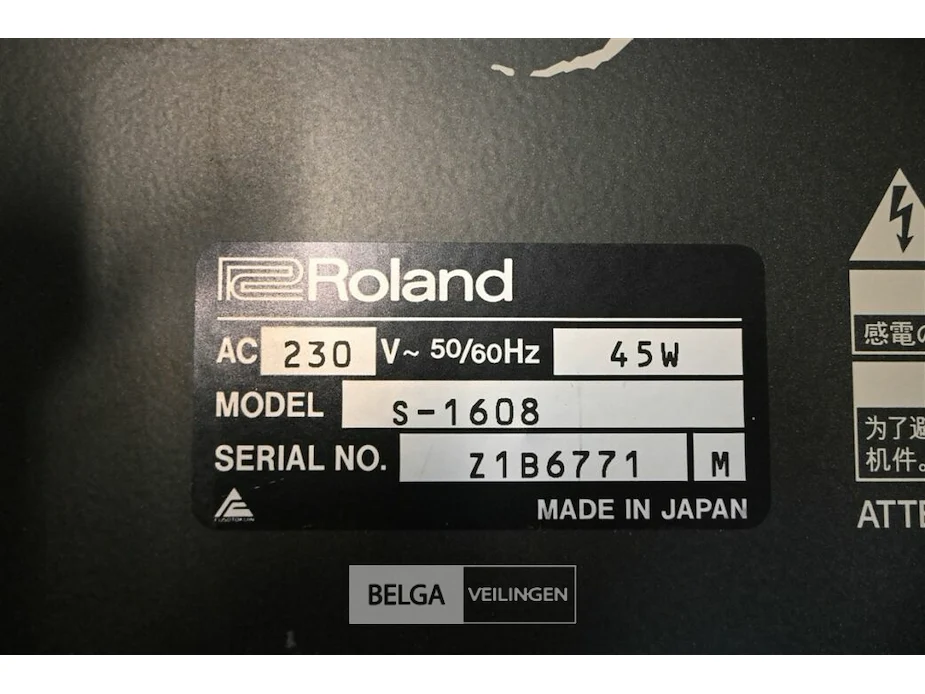 Roland
AC 230 V~ 50/60Hz 45W
MODEL S-1608
SERIAL NO. Z1B6771 M
MADE IN JAPAN
感電の
为了避
机件。
ATTE
BELGA VEILINGEN